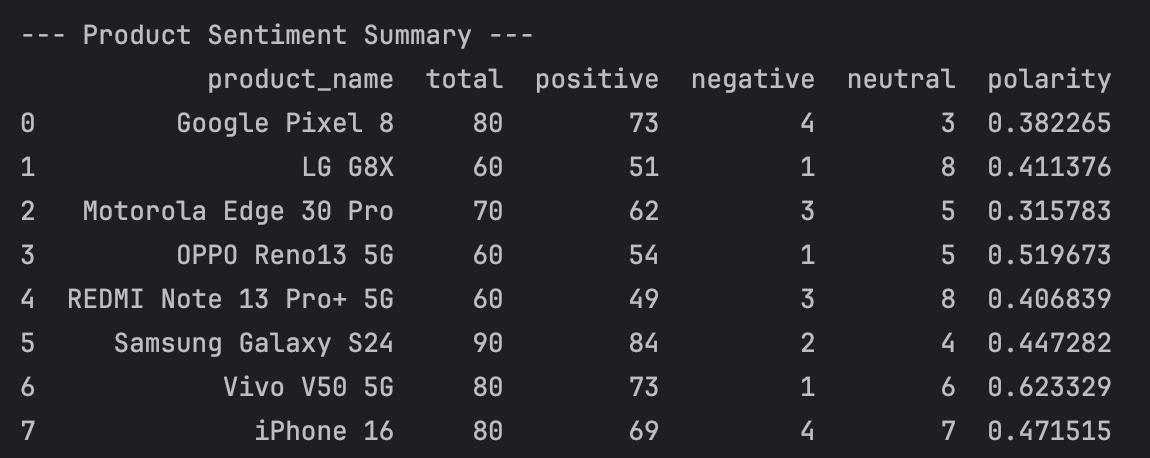 --- Product Sentiment Summary ---
product_name total positive negative neutral polarity
0 Google Pixel 8 80 73 4 3 0.382265
1 LG G8X 60 51 1 8 0.411376
2 Motorola Edge 30 Pro 70 62 3 5 0.315783
3 OPPO Reno13 5G 60 54 1 5 0.519673
4 REDMI Note 13 Pro+ 5G 60 49 3 8 0.406839
5 Samsung Galaxy S24 90 84 2 4 0.447282
6 Vivo V50 5G 80 73 1 6 0.623329
7 iPhone 16 80 69 4 7 0.471515